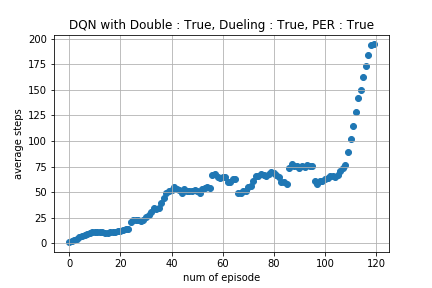 DQN with Double : True, Dueling : True, PER : True
200
175
150
125
100
75
50
25
0
average steps
0 20 40 60 80 100 120
num of episode